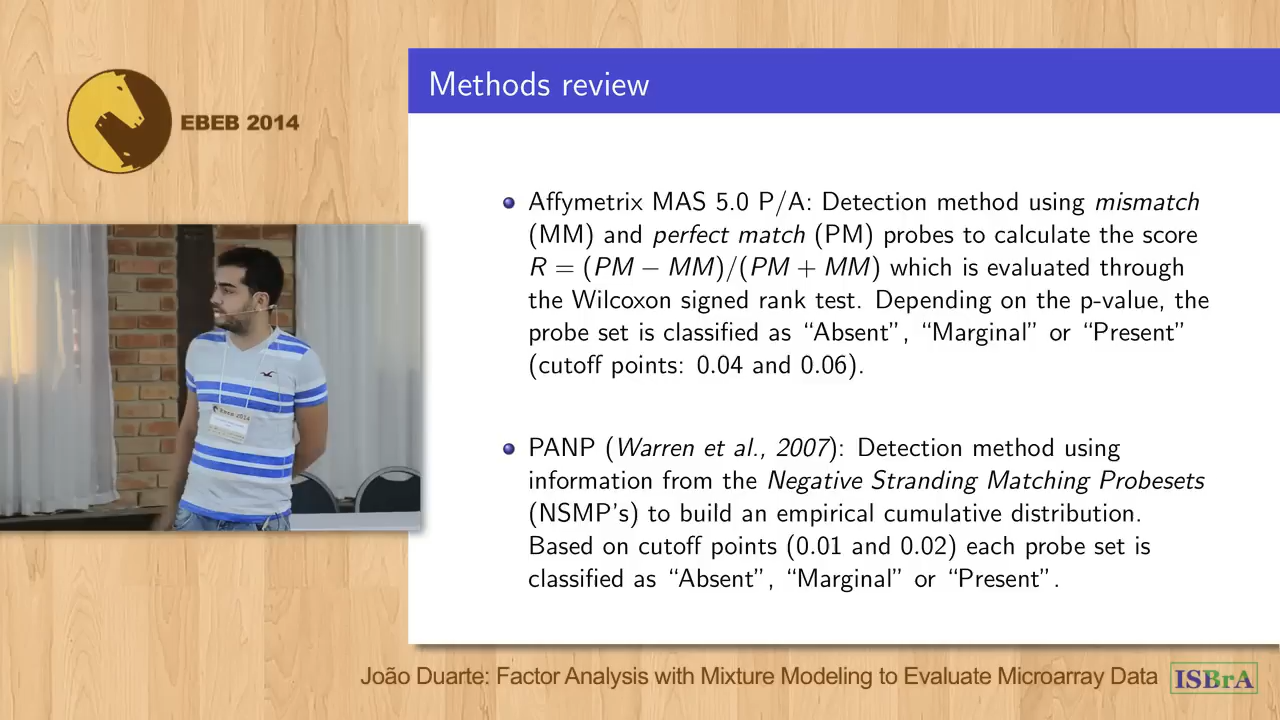 Methods review
EBEB 2014
Affymetrix MAS 5.0 P/A: Detection method using mismatch
(MM) and perfect match (PM) probes to calculate the score
R = (PM − MM)/(PM + MM) which is evaluated through
the Wilcoxon signed rank test. Depending on the p-value, the
probe set is classified as “Absent”, “Marginal” or “Present”
(cutoff points: 0.04 and 0.06).
PANP (Warren et al., 2007): Detection method using
information from the Negative Stranding Matching Probesets
(NSMP's) to build an empirical cumulative distribution.
Based on cutoff points (0.01 and 0.02) each probe set is
classified as “Absent”, “Marginal” or “Present”.
EBEB 2014
João Duarte: Factor Analysis with Mixture Modeling to Evaluate Microarray Data
ISBrA